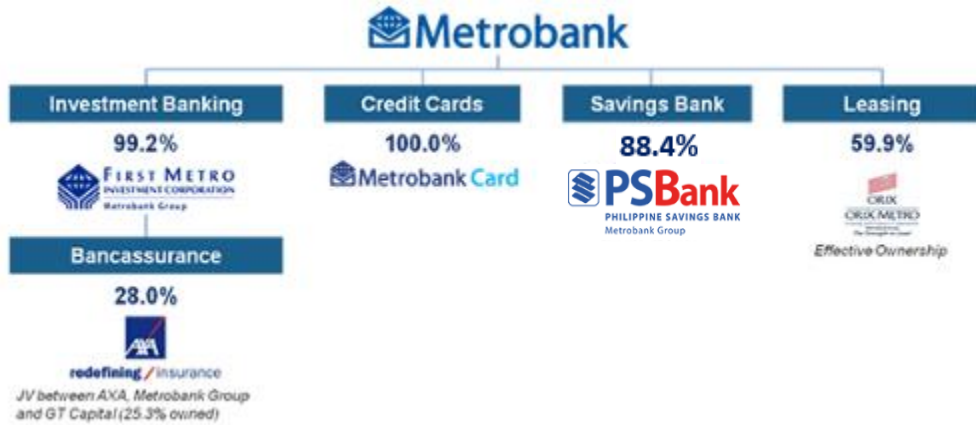 Metrobank
Investment Banking
Credit Cards
Savings Bank
Leasing
99.2%
100.0%
88.4%
59.9%
FIRST METRO
INVESTMENT CORPORATION
Metrobank Group
Metrobank Card
PSBank
PHILIPPINE SAVINGS BANK
Metrobank Group
ORIX
ORIX METRO
Effective Ownership
Bancassurance
28.0%
AXA
redefining / insurance
JV between AXA, Metrobank Group
and GT Capital (25.3% owned)